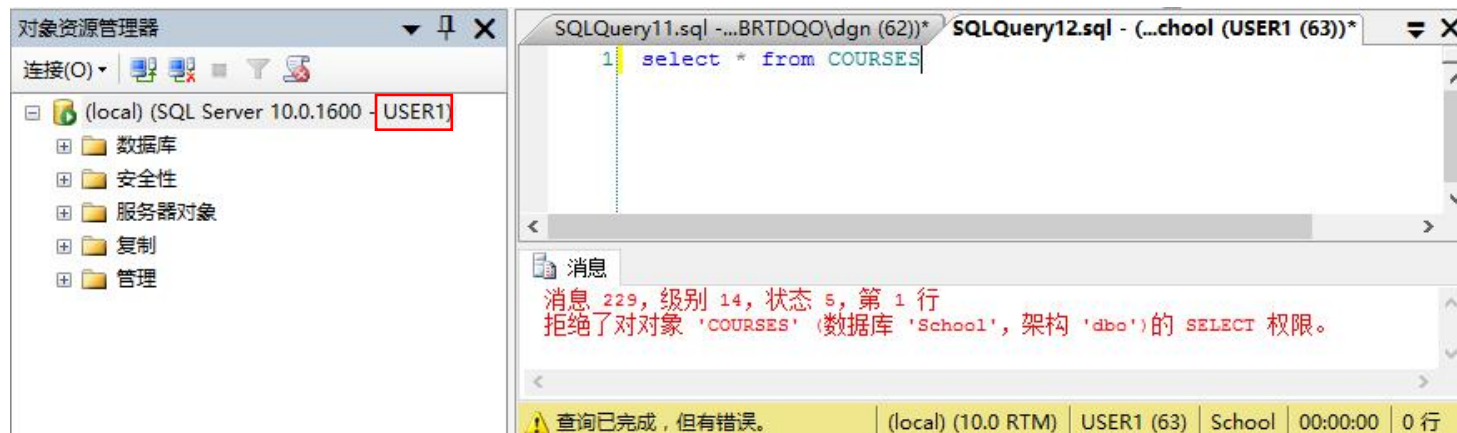 对象资源管理器
连接(O)
(local) (SQL Server 10.0.1600 - USER1)
数据库
安全性
服务器对象
复制
管理
SQLQuery11.sql -...BRTDQO\dgn (62))* SQLQuery12.sql - (...chool (USER1 (63))*
1 select * from COURSES
消息
消息 229，级别 14，状态 5，第 1 行
拒绝了对对象 'COURSES' (数据库 'School'，架构 'dbo')的 SELECT 权限。
查询已完成，但有错误。 (local) (10.0 RTM) USER1 (63) School 00:00:00 0 行